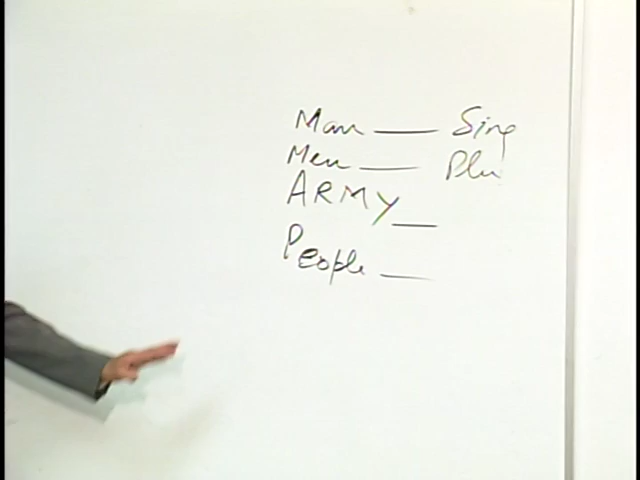 Man — Sing
Men — Plu
ARMY —
People —